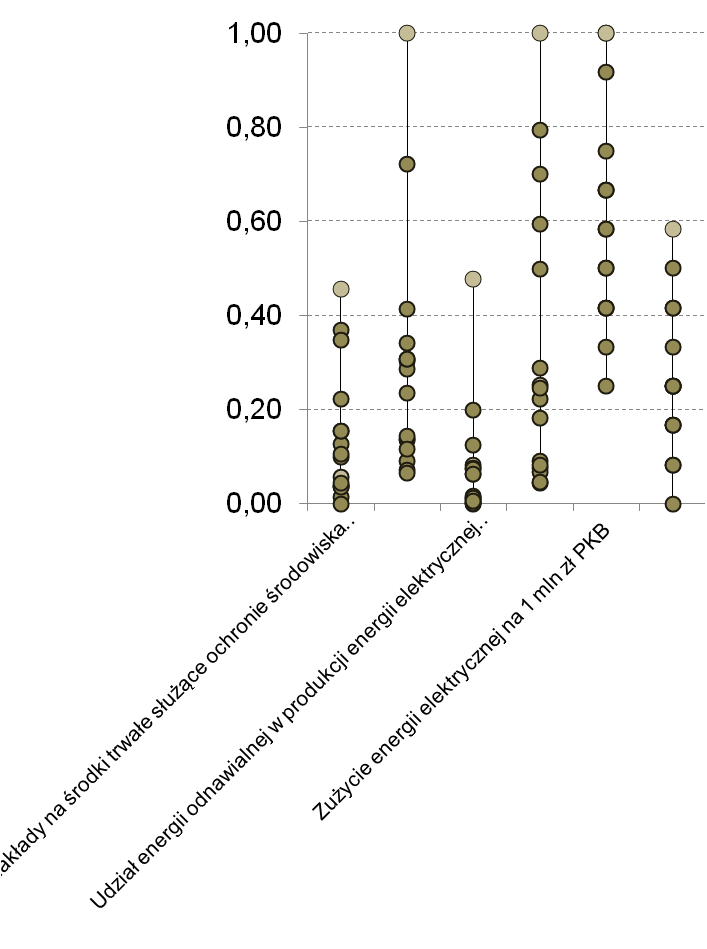 1,00
0,80
0,60
0,40
0,20
0,00
na środki trwałe służące ochronie środowiska..
Udział energii odnawialnej w produkcji energii elektrycznej..
Zużycie energii elektrycznej na 1 mln zł PKB